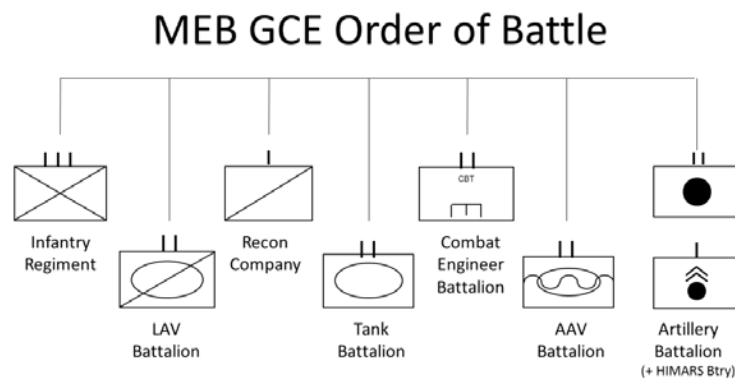 MEB GCE Order of Battle
CBT
Infantry
Regiment
Recon
Company
Combat
Engineer
Battalion
LAV
Battalion
Tank
Battalion
AAV
Battalion
Artillery
Battalion
(+ HIMARS Btry)